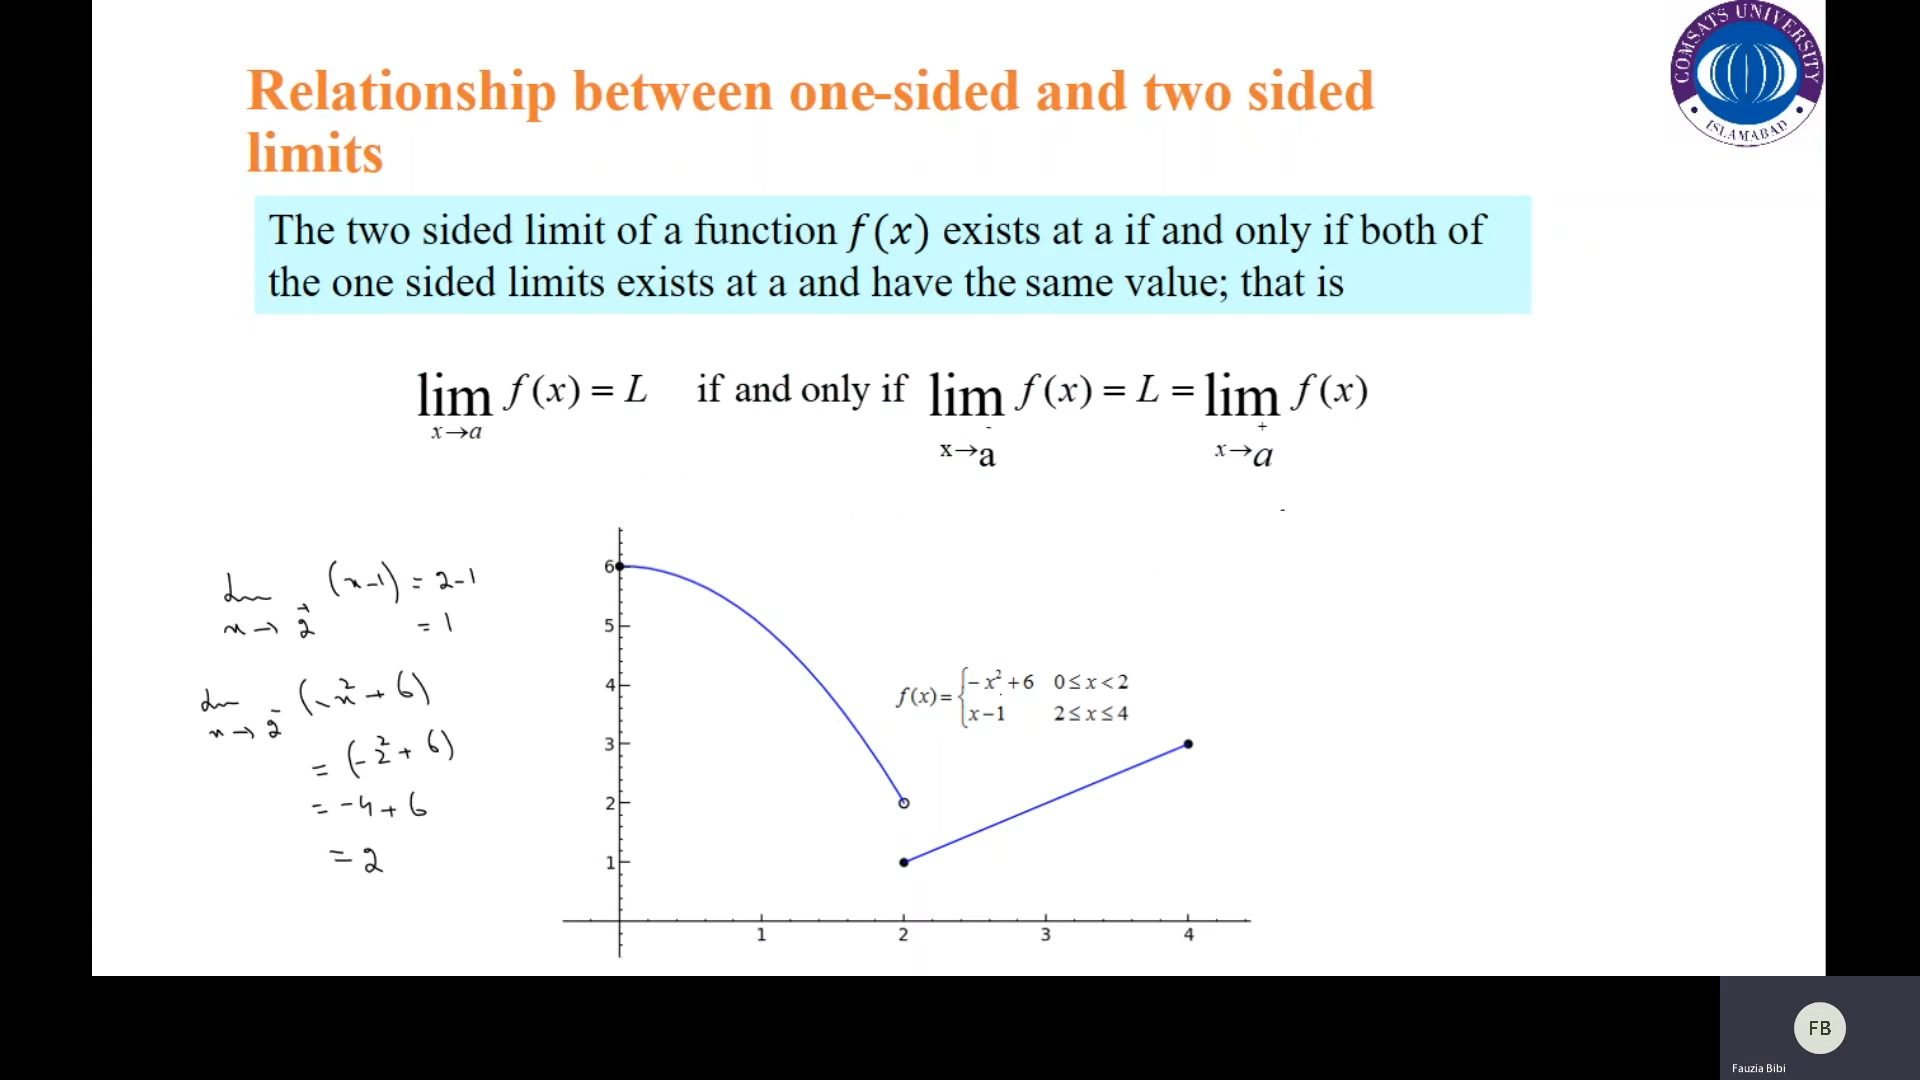 COMSATS UNIVERSITY
ISLAMABAD
Relationship between one-sided and two sided
limits
The two sided limit of a function f(x) exists at a if and only if both of
the one sided limits exists at a and have the same value; that is
lim f(x) = L if and only if lim f(x) = L = lim f(x)
x→a x→a⁻ x→a⁺
lim (x-1) = 2-1
x→2⁺ = 1
lim (-x²+6)
x→2⁻
= (-2²+6)
= -4+6
= 2
6
5
4
3
2
1
f(x)= { -x²+6 0≤x<2
x-1 2≤x≤4
1 2 3 4
FB
Fauzia Bibi